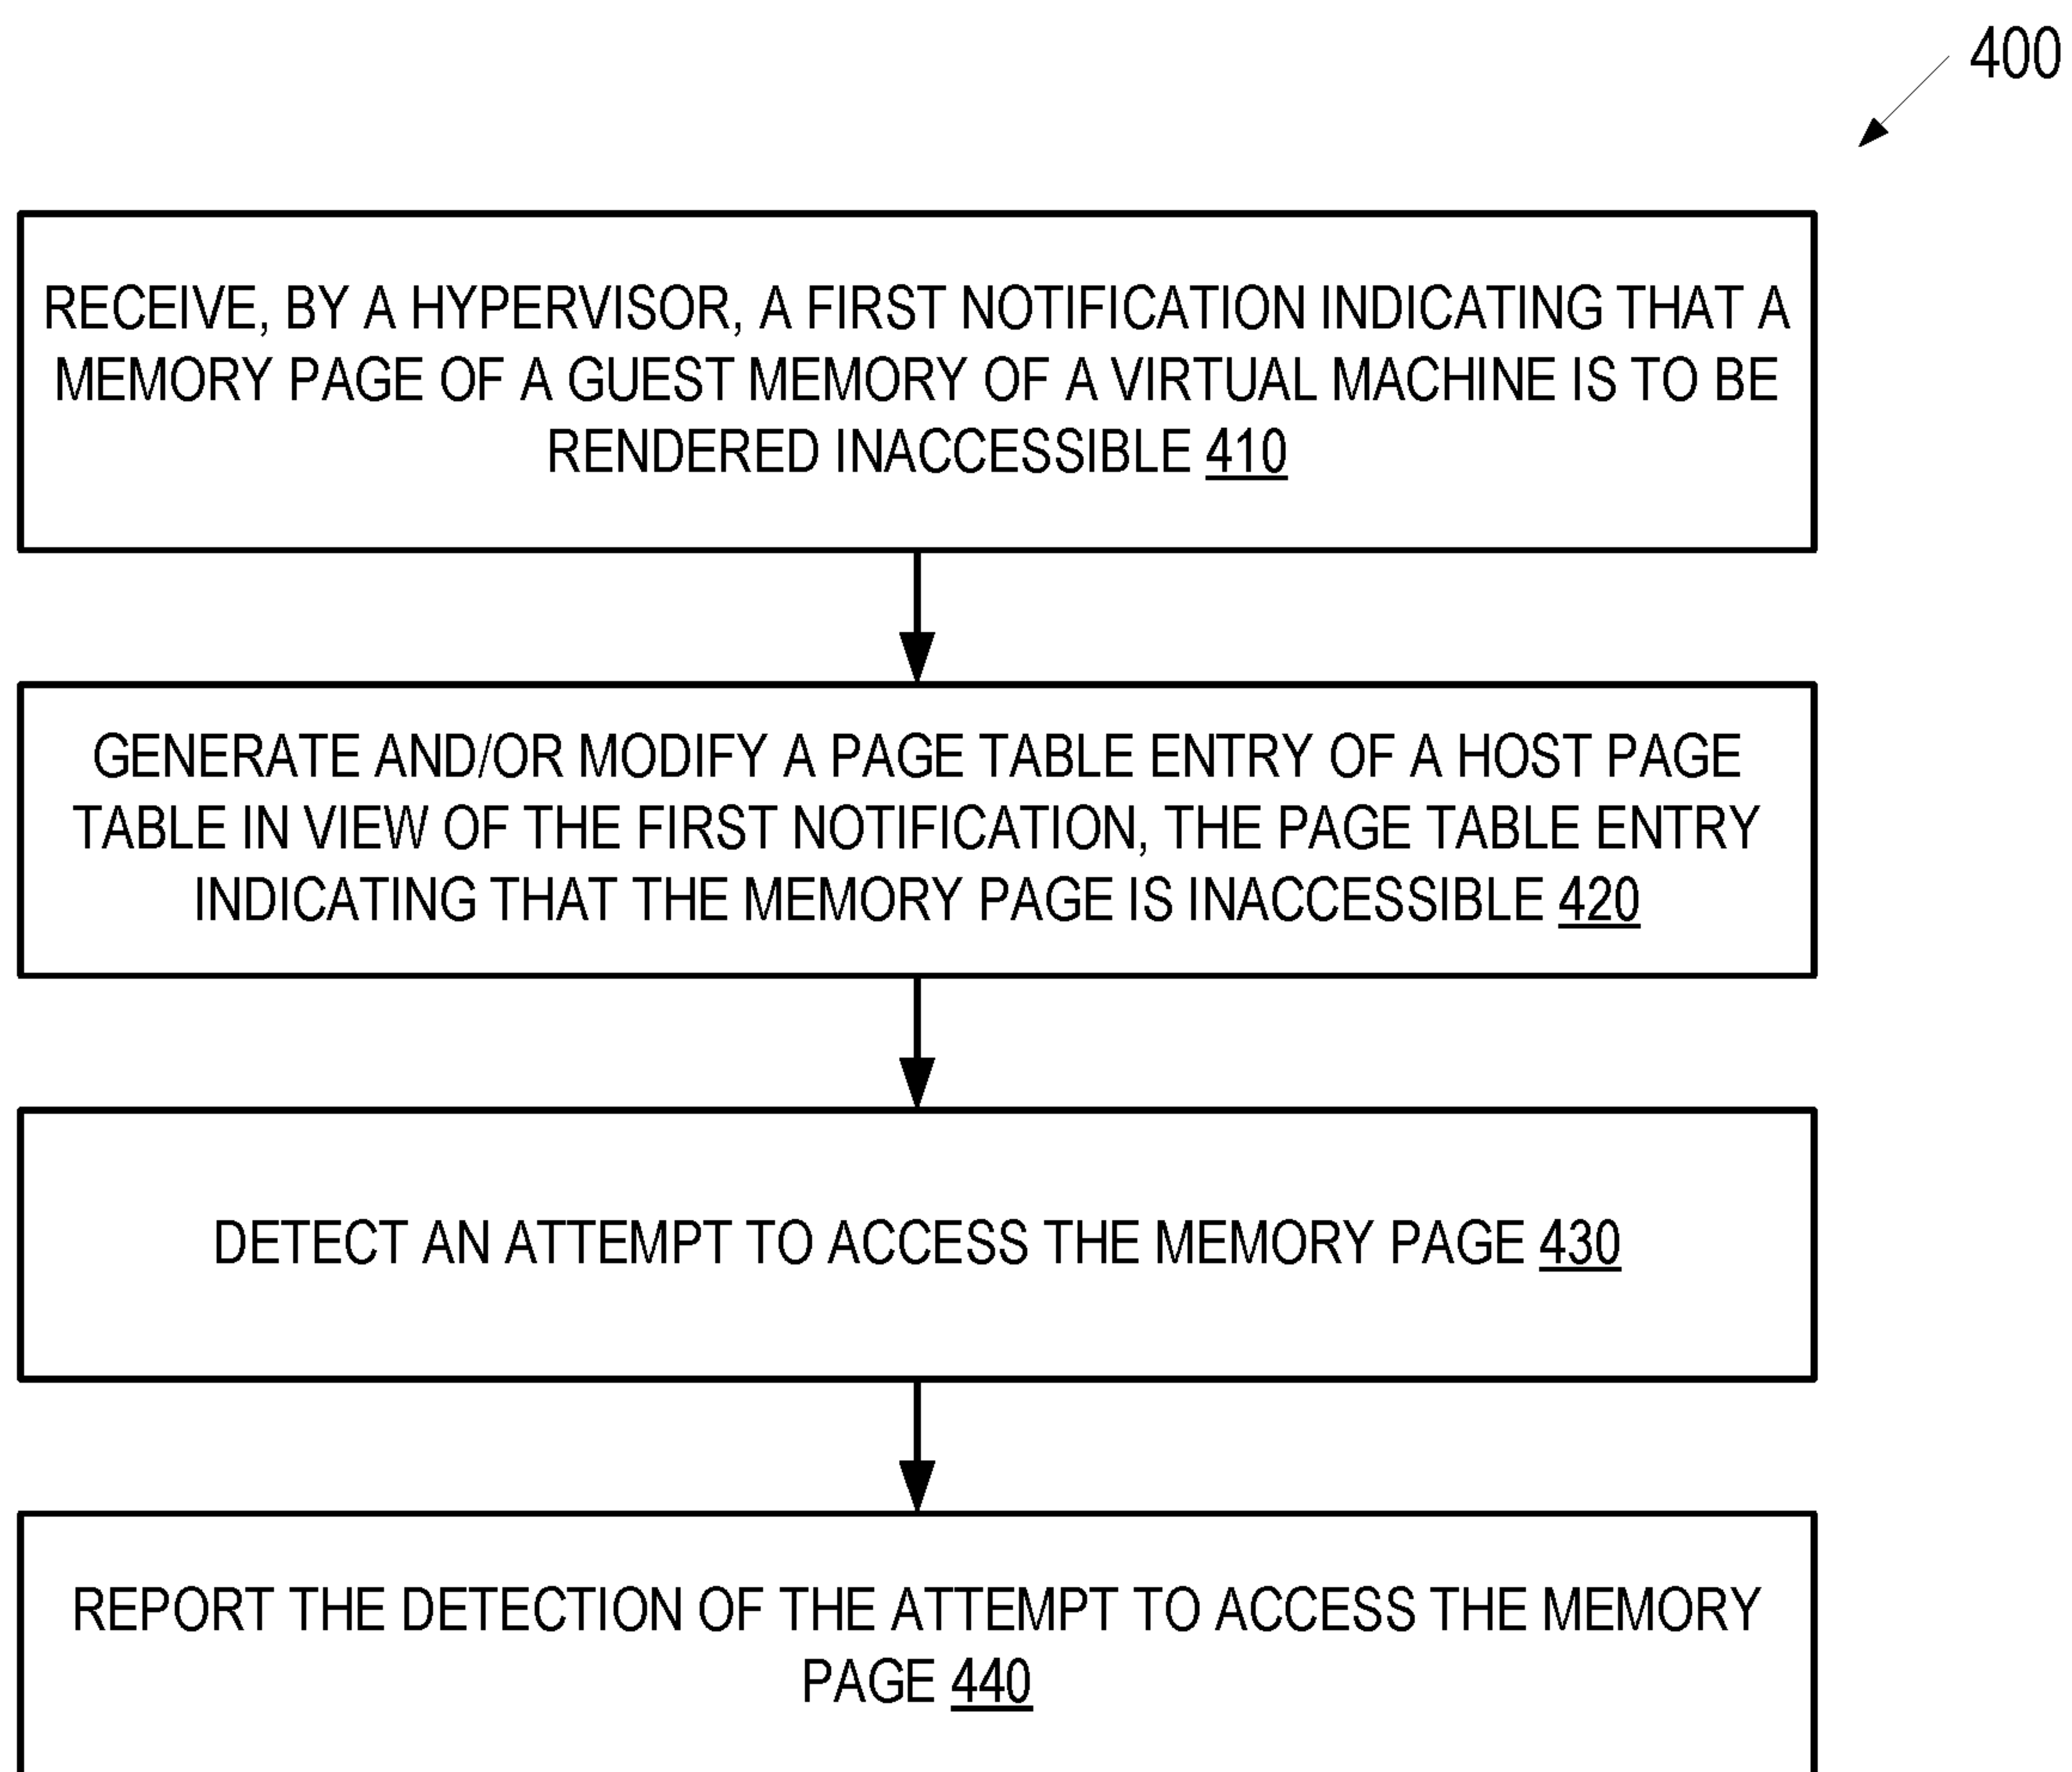 400
RECEIVE, BY A HYPERVISOR, A FIRST NOTIFICATION INDICATING THAT A
MEMORY PAGE OF A GUEST MEMORY OF A VIRTUAL MACHINE IS TO BE
RENDERED INACCESSIBLE 410
GENERATE AND/OR MODIFY A PAGE TABLE ENTRY OF A HOST PAGE
TABLE IN VIEW OF THE FIRST NOTIFICATION, THE PAGE TABLE ENTRY
INDICATING THAT THE MEMORY PAGE IS INACCESSIBLE 420
DETECT AN ATTEMPT TO ACCESS THE MEMORY PAGE 430
REPORT THE DETECTION OF THE ATTEMPT TO ACCESS THE MEMORY
PAGE 440